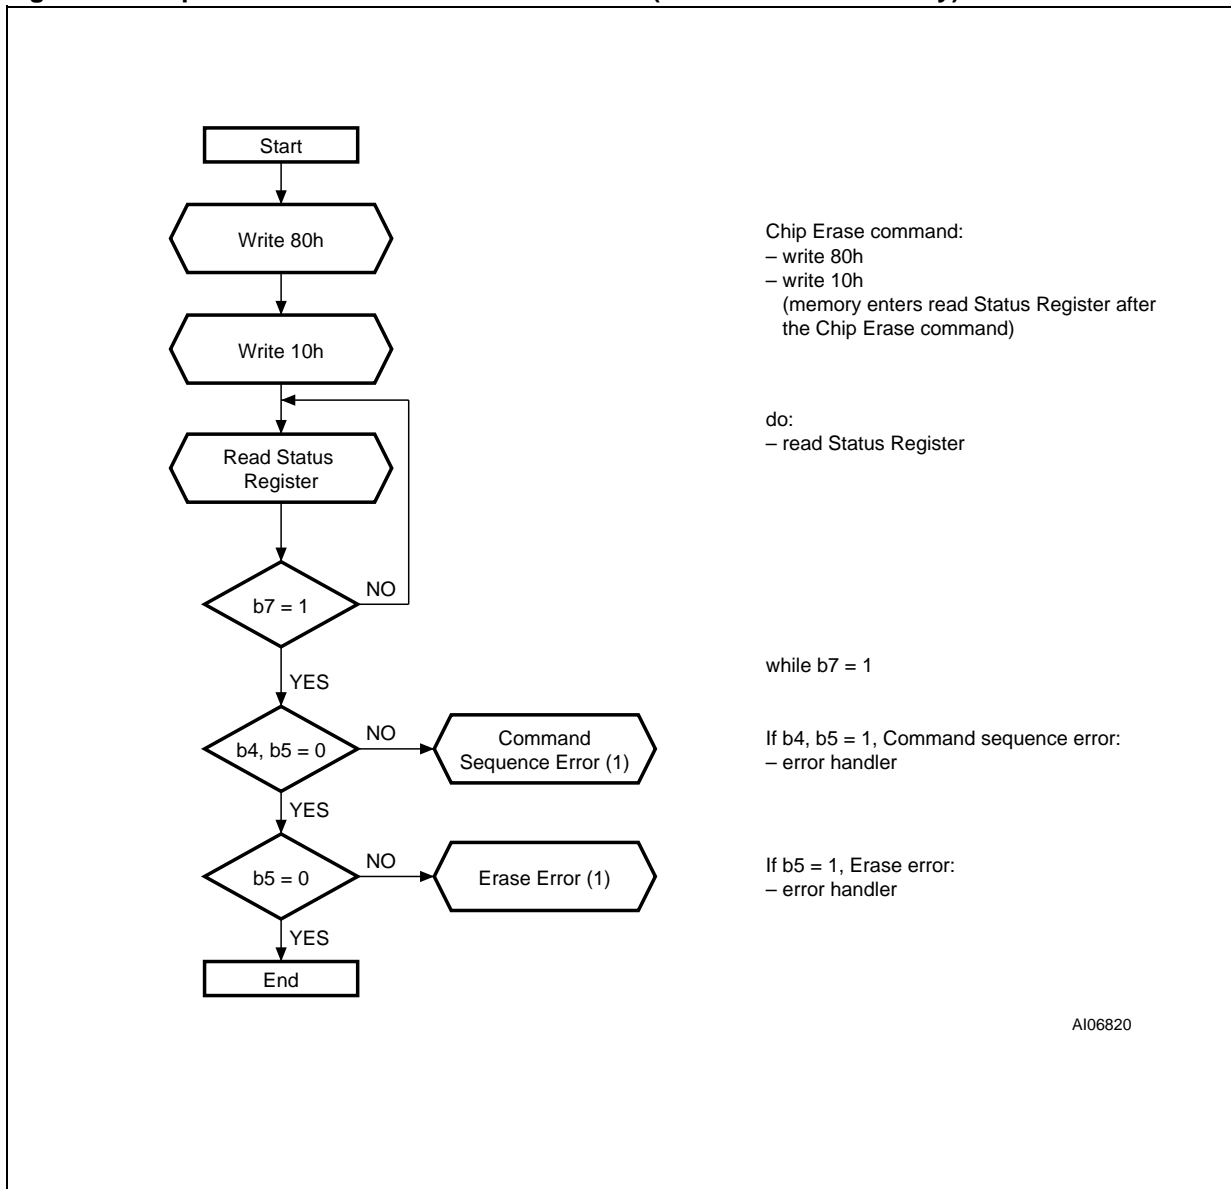 Start
Write 80h
Write 10h
Read Status
Register
NO
b7 = 1
YES
b4, b5 = 0
NO
Command
Sequence Error (1)
YES
b5 = 0
NO
Erase Error (1)
YES
End
Chip Erase command:
– write 80h
– write 10h
(memory enters read Status Register after
the Chip Erase command)
do:
– read Status Register
while b7 = 1
If b4, b5 = 1, Command sequence error:
– error handler
If b5 = 1, Erase error:
– error handler
AI06820